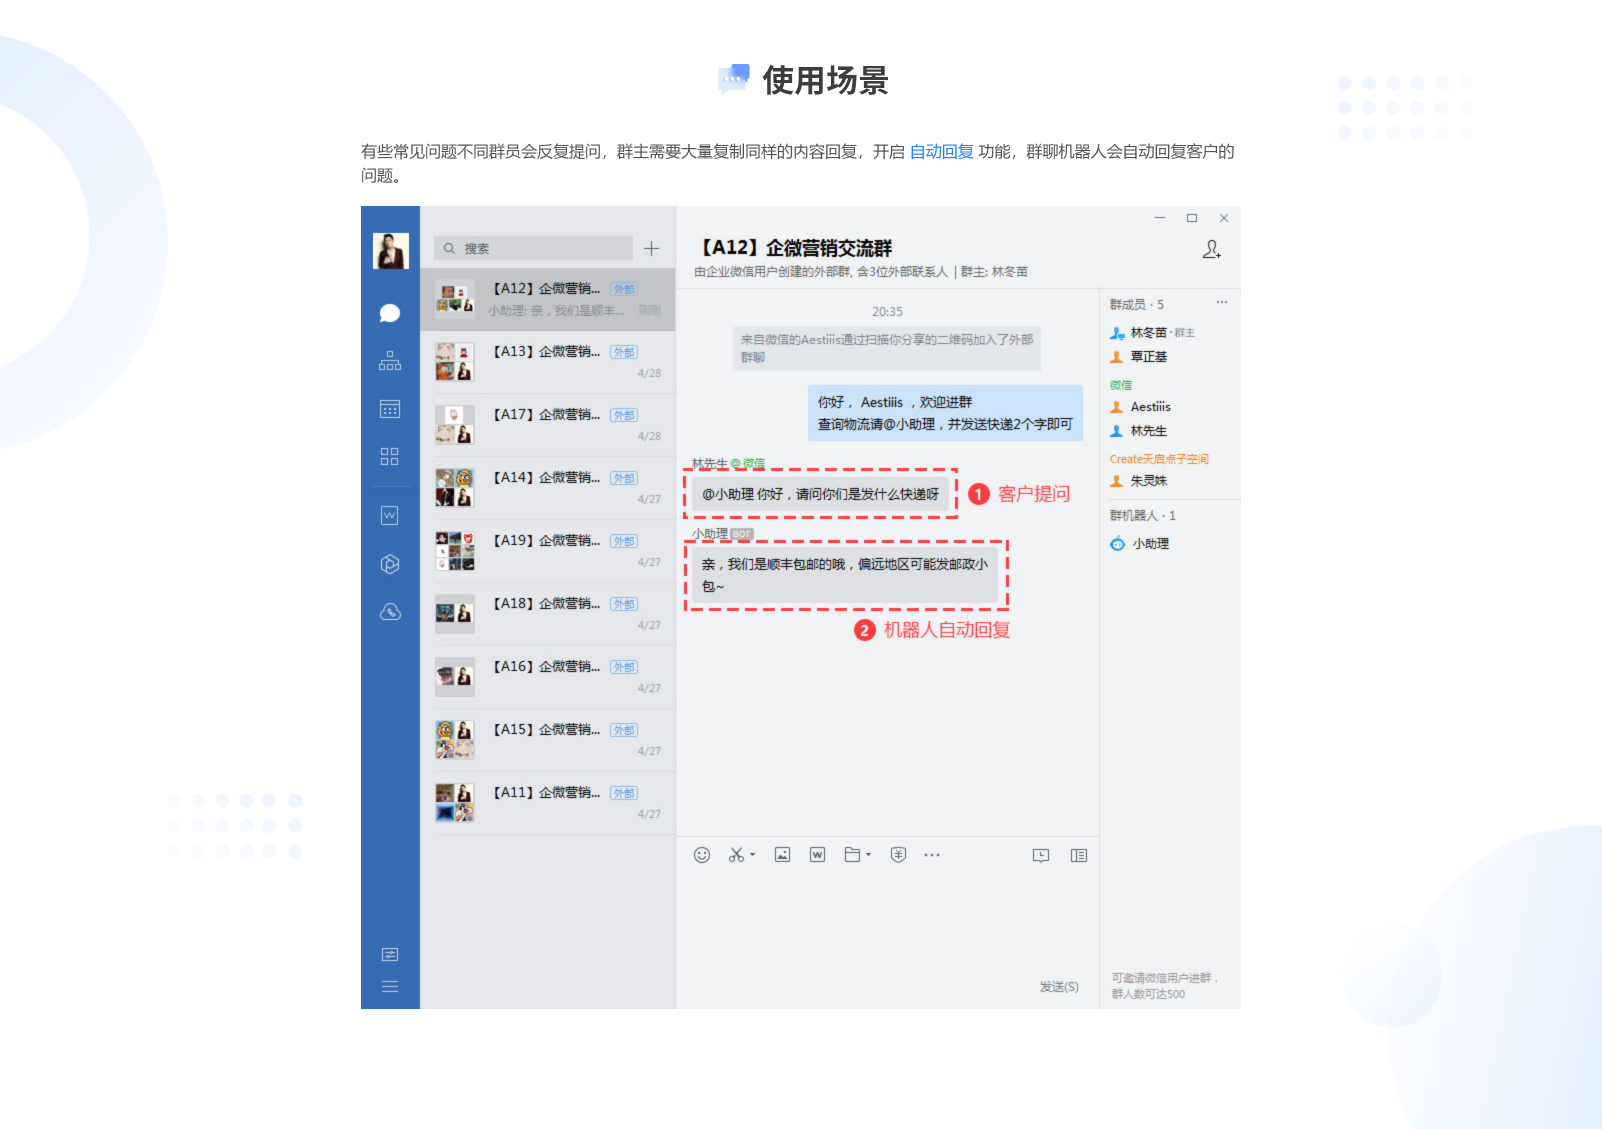 使用场景
有些常见问题不同群员会反复提问，群主需要大量复制同样的内容回复，开启 自动回复 功能，群聊机器人会自动回复客户的
问题。
搜索
【A12】企微营销... 外部
小助理: 亲，我们是顺丰... 刚刚
【A13】企微营销... 外部
4/28
【A17】企微营销... 外部
4/28
【A14】企微营销... 外部
4/27
【A19】企微营销... 外部
4/27
【A18】企微营销... 外部
4/27
【A16】企微营销... 外部
4/27
【A15】企微营销... 外部
4/27
【A11】企微营销... 外部
4/27
【A12】企微营销交流群
由企业微信用户创建的外部群, 含3位外部联系人 | 群主: 林冬苗
20:35
来自微信的Aestiiis通过扫描你分享的二维码加入了外部
群聊
你好， Aestiiis ，欢迎进群
查询物流请@小助理，并发送快递2个字即可
林先生 @微信
@小助理 你好，请问你们是发什么快递呀
1 客户提问
小助理 BOT
亲，我们是顺丰包邮的哦，偏远地区可能发邮政小
包~
2 机器人自动回复
发送(S)
群成员 · 5
林冬苗 · 群主
覃正基
微信
Aestiiis
林先生
Create天启点子空间
朱灵姝
群机器人 · 1
小助理
可邀请微信用户进群，
群人数可达500